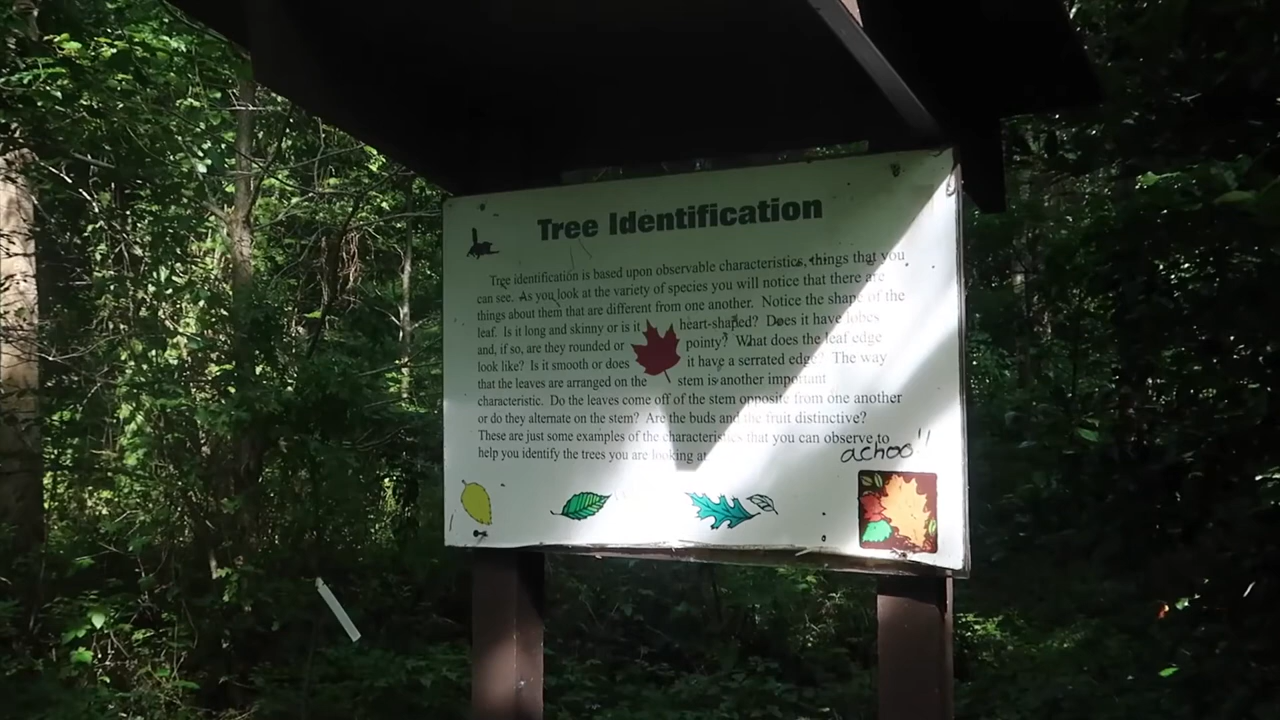 Tree Identification
Tree identification is based upon observable characteristics, things that you
can see. As you look at the variety of species you will notice that there are
things about them that are different from one another. Notice the shape of the
leaf. Is it long and skinny or is it heart-shaped? Does it have lobes
and, if so, are they rounded or pointy? What does the leaf edge
look like? Is it smooth or does it have a serrated edge? The way
that the leaves are arranged on the stem is another important
characteristic. Do the leaves come off of the stem opposite from one another
or do they alternate on the stem? Are the buds and the fruit distinctive?
These are just some examples of the characteristics that you can observe to
help you identify the trees you are looking at.
achoo!!